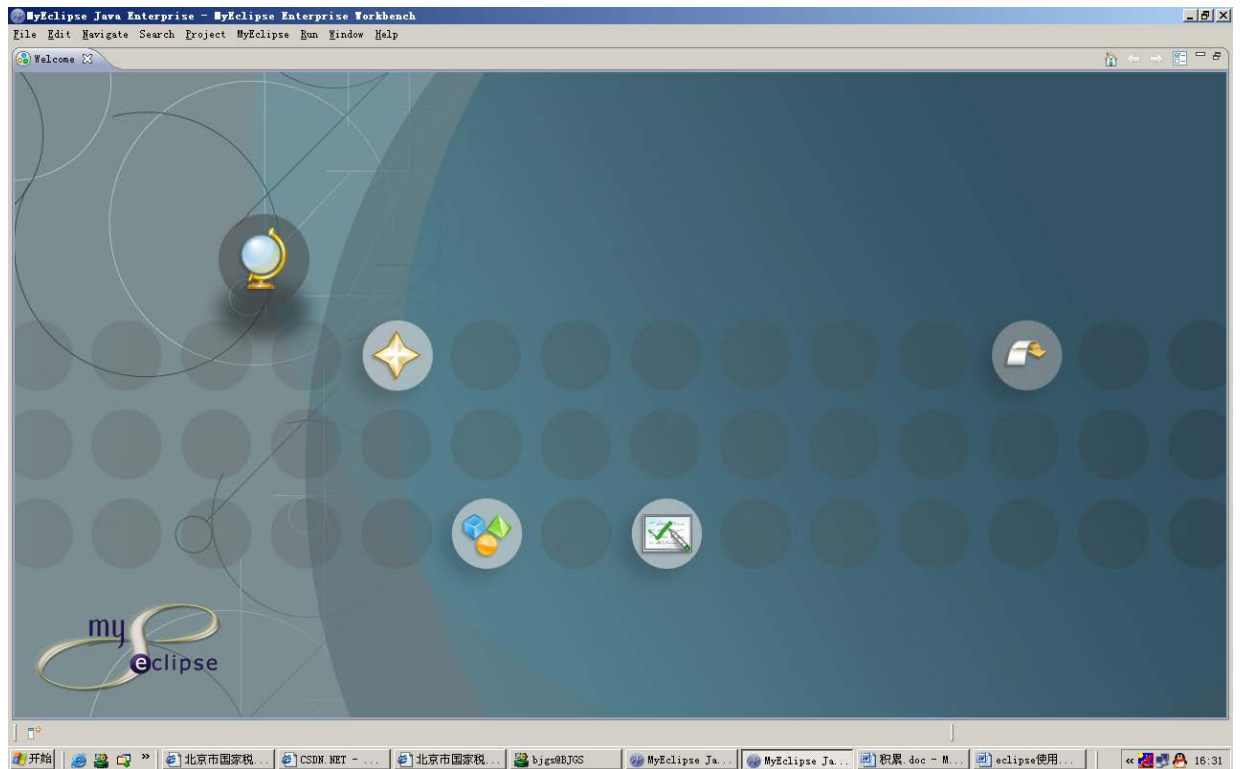 MyEclipse Java Enterprise - MyEclipse Enterprise Workbench
File Edit Navigate Search Project MyEclipse Run Window Help
Welcome
my
eclipse
开始 » 北京市国家税... CSDN.NET - ... 北京市国家税... bjgs@BJGS MyEclipse Ja... MyEclipse Ja... 积累.doc - M... eclipse使用... « 16:31